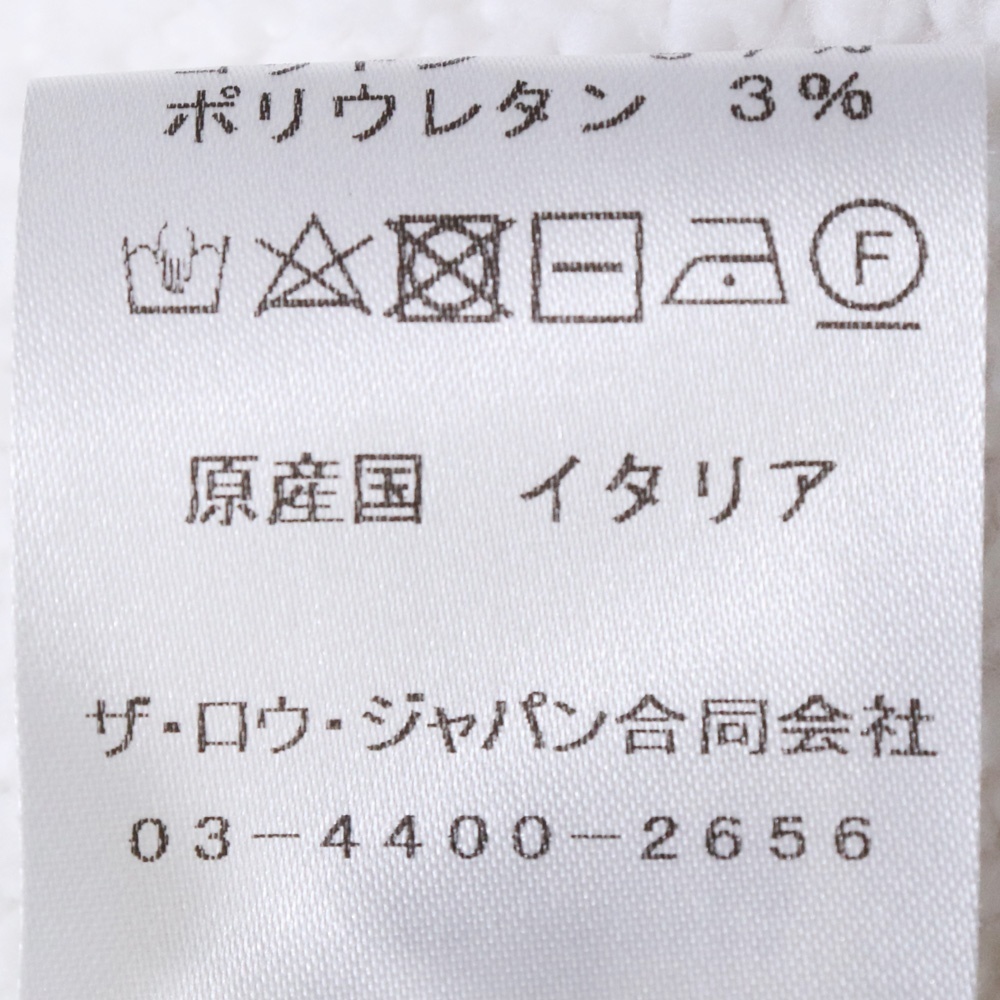 ポリウレタン 3%
F
原産国 イタリア
ザ・ロウ・ジャパン合同会社
03-4400-2656